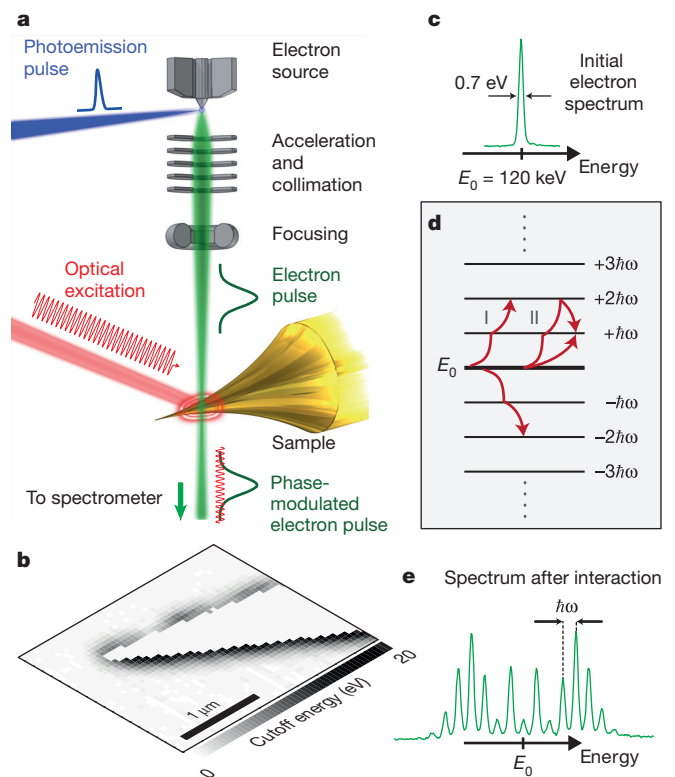 a
Photoemission
pulse
Electron
source
Acceleration
and
collimation
Focusing
Optical
excitation
Electron
pulse
Sample
To spectrometer
Phase-
modulated
electron pulse
b
1 μm
0
Cutoff energy (eV)
20
c
0.7 eV
Initial
electron
spectrum
Energy
E0 = 120 keV
d
+3ħω
+2ħω
I
II
+ħω
E0
−ħω
−2ħω
−3ħω
e
Spectrum after interaction
ħω
E0
Energy